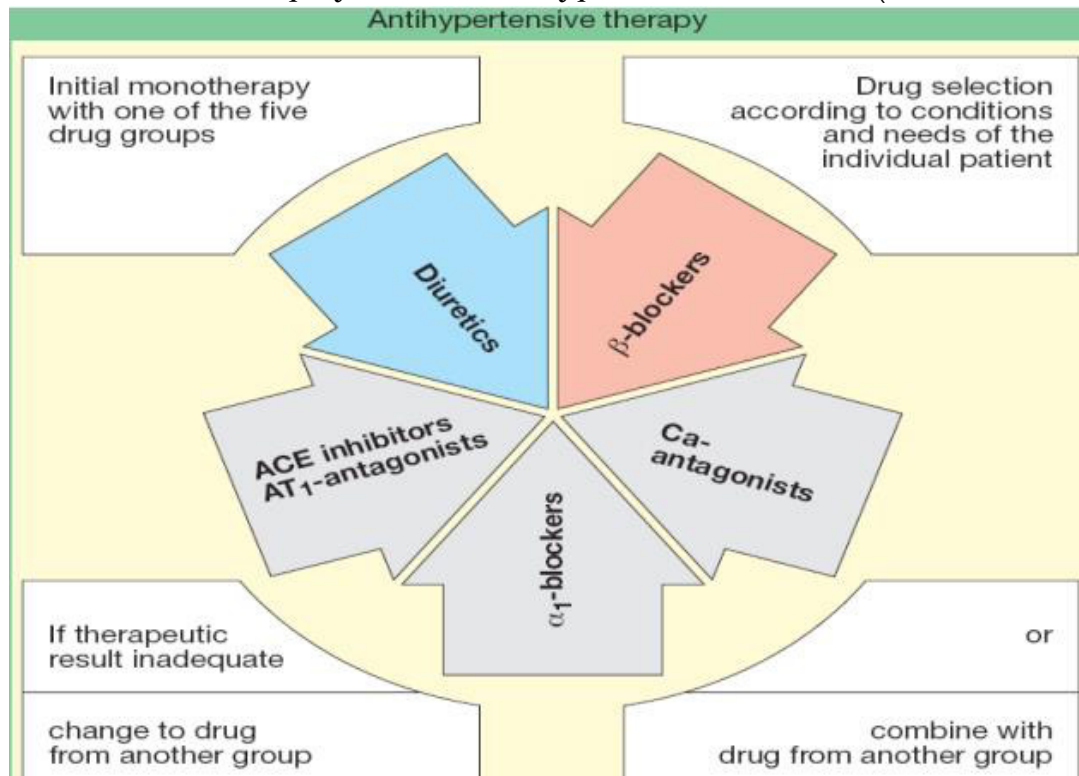 Antihypertensive therapy
Initial monotherapy
with one of the five
drug groups
Drug selection
according to conditions
and needs of the
individual patient
Diuretics
β-blockers
ACE inhibitors
AT₁-antagonists
Ca-
antagonists
α₁-blockers
If therapeutic
result inadequate
or
change to drug
from another group
combine with
drug from another group